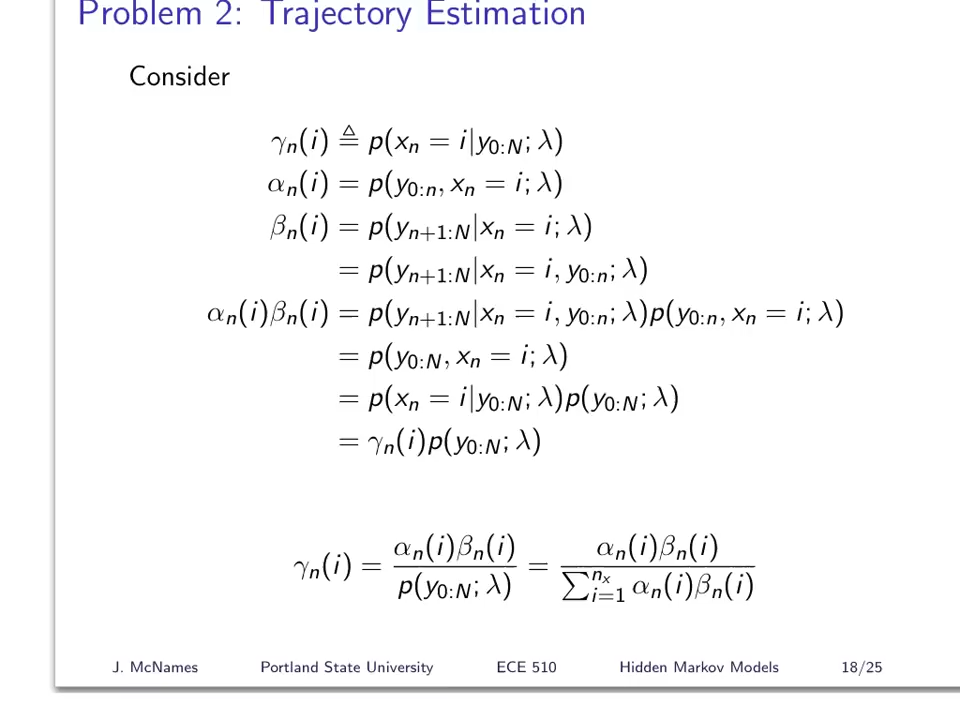 Problem 2: Trajectory Estimation
Consider
γₙ(i) ≜ p(xₙ = i|y₀:N; λ)
αₙ(i) = p(y₀:ₙ, xₙ = i; λ)
βₙ(i) = p(yₙ₊₁:N|xₙ = i; λ)
= p(yₙ₊₁:N|xₙ = i, y₀:ₙ; λ)
αₙ(i)βₙ(i) = p(yₙ₊₁:N|xₙ = i, y₀:ₙ; λ)p(y₀:ₙ, xₙ = i; λ)
= p(y₀:N, xₙ = i; λ)
= p(xₙ = i|y₀:N; λ)p(y₀:N; λ)
= γₙ(i)p(y₀:N; λ)
γₙ(i) = αₙ(i)βₙ(i) / p(y₀:N; λ) = αₙ(i)βₙ(i) / ∑ᵢ₌₁ⁿˣ αₙ(i)βₙ(i)
J. McNames Portland State University ECE 510 Hidden Markov Models 18/25